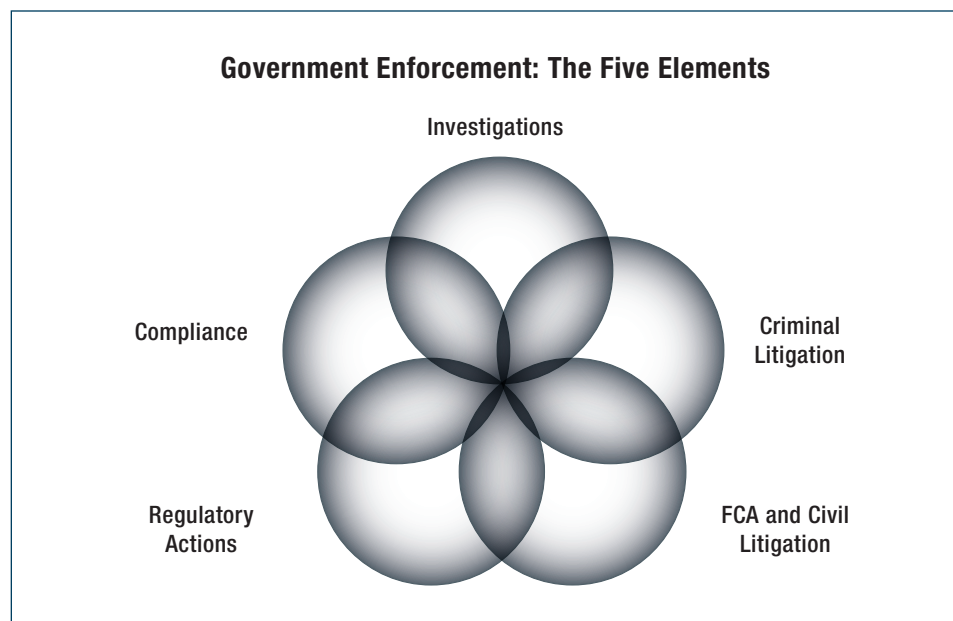 Government Enforcement: The Five Elements
Investigations
Compliance
Criminal
Litigation
Regulatory
Actions
FCA and Civil
Litigation